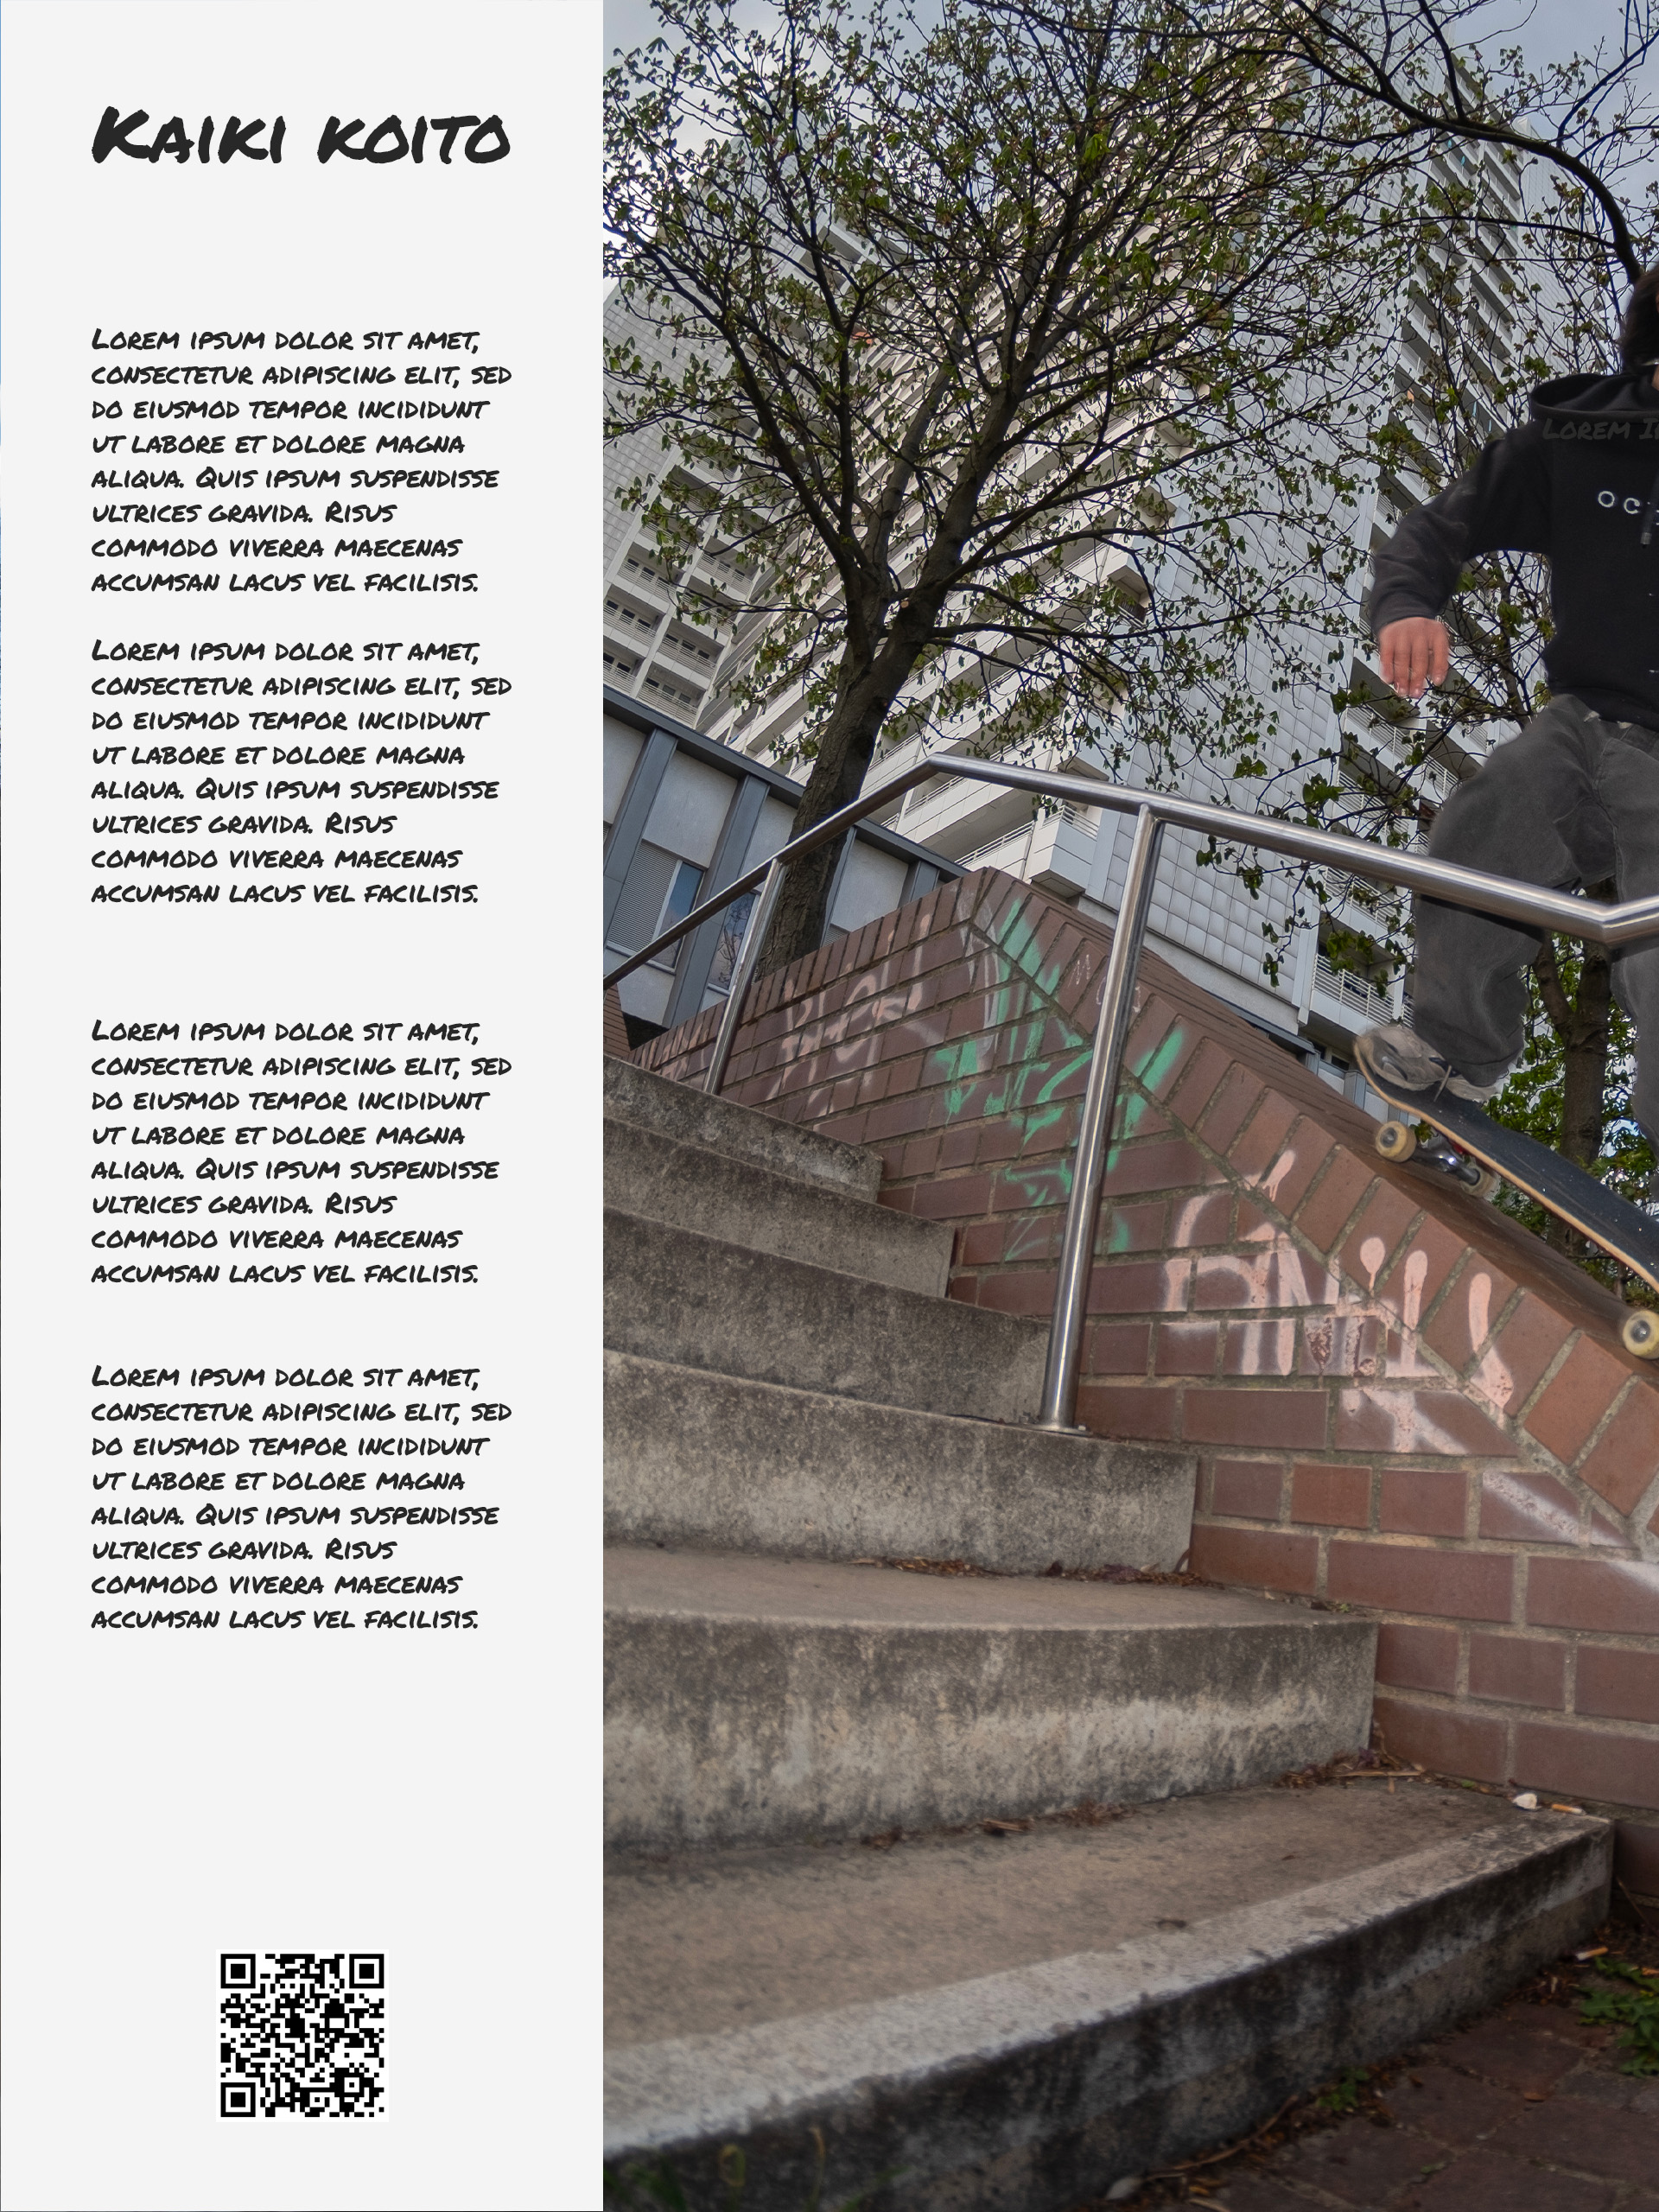 Kaiki koito
Lorem ipsum dolor sit amet,
consectetur adipiscing elit, sed
do eiusmod tempor incididunt
ut labore et dolore magna
aliqua. Quis ipsum suspendisse
ultrices gravida. Risus
commodo viverra maecenas
accumsan lacus vel facilisis.
Lorem ipsum dolor sit amet,
consectetur adipiscing elit, sed
do eiusmod tempor incididunt
ut labore et dolore magna
aliqua. Quis ipsum suspendisse
ultrices gravida. Risus
commodo viverra maecenas
accumsan lacus vel facilisis.
Lorem ipsum dolor sit amet,
consectetur adipiscing elit, sed
do eiusmod tempor incididunt
ut labore et dolore magna
aliqua. Quis ipsum suspendisse
ultrices gravida. Risus
commodo viverra maecenas
accumsan lacus vel facilisis.
Lorem ipsum dolor sit amet,
consectetur adipiscing elit, sed
do eiusmod tempor incididunt
ut labore et dolore magna
aliqua. Quis ipsum suspendisse
ultrices gravida. Risus
commodo viverra maecenas
accumsan lacus vel facilisis.
Lorem